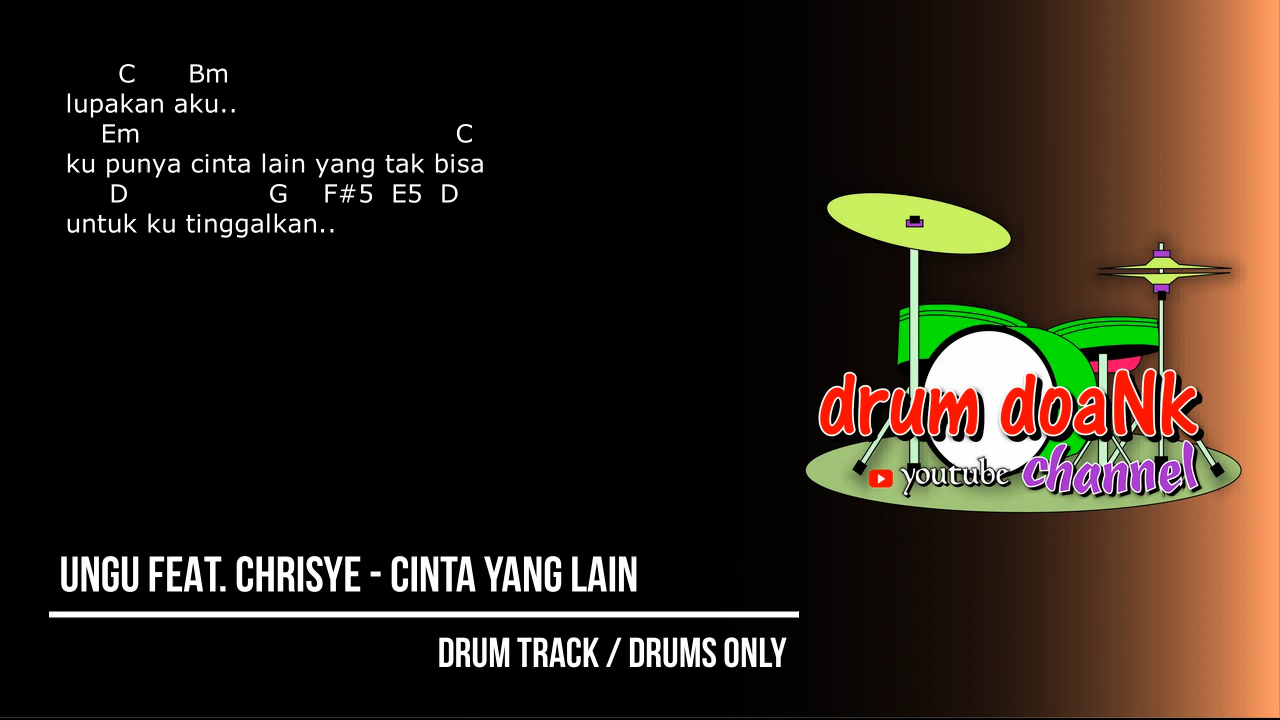 C Bm
lupakan aku..
Em C
ku punya cinta lain yang tak bisa
D G F#5 E5 D
untuk ku tinggalkan..
drum doaNk
youtube channel
UNGU FEAT. CHRISYE - CINTA YANG LAIN
DRUM TRACK / DRUMS ONLY